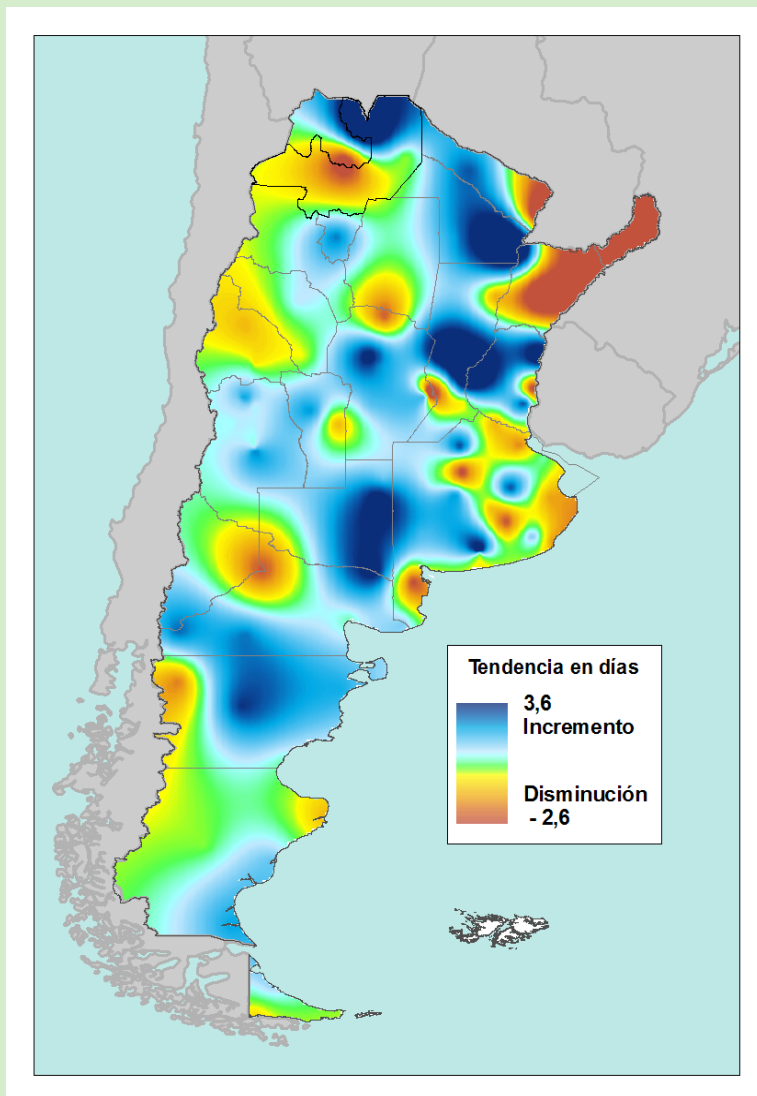 Tendencia en días
3,6
Incremento
Disminución
- 2,6